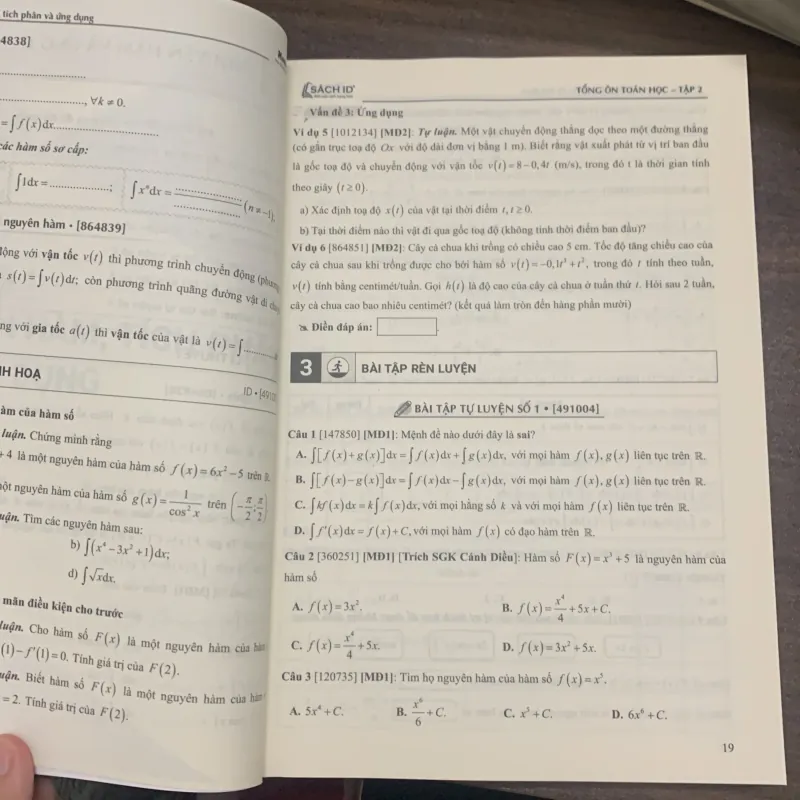 tích phân và ứng dụng
4838]
....................., ∀k ≠ 0.
= ∫f(x)dx.....................
các hàm số sơ cấp:
∫1dx = ..................; ∫xⁿdx = .................. (n ≠ −1),
nguyên hàm • [864839]
động với vận tốc v(t) thì phương trình chuyển động
s(t) = ∫v(t)dt; còn phương trình quãng đường vật đi
với gia tốc a(t) thì vận tốc của vật là v(t) = ∫..........
NH HOẠ
ID • [4910
àm của hàm số
luận. Chứng minh rằng
+ 4 là một nguyên hàm của hàm số f(x) = 6x² − 5 trên
một nguyên hàm của hàm số g(x) = 1/cos² x trên (−π/2; π/2)
Tìm các nguyên hàm sau:
b) ∫(x⁴ − 3x² + 1)dx;
d) ∫√xdx.
mãn điều kiện cho trước
luận. Cho hàm số F(x) là một nguyên hàm của
(1) − f'(1) = 0. Tính giá trị của F(2).
Biết hàm số F(x) là một nguyên hàm của
= 2. Tính giá trị của F(2).
SÁCH ID
TỔNG ÔN TOÁN HỌC – TẬP 2
Vấn đề 3: Ứng dụng
Ví dụ 5 [1012134] [MĐ2]: Tự luận. Một vật chuyển động thẳng dọc theo một đường thẳng
(có gắn trục toạ độ Ox với độ dài đơn vị bằng 1 m). Biết rằng vật xuất phát từ vị trí ban đầu
là gốc toạ độ và chuyển động với vận tốc v(t) = 8 − 0,4t (m/s), trong đó t là thời gian tính
theo giây (t ≥ 0).
a) Xác định toạ độ x(t) của vật tại thời điểm t, t ≥ 0.
b) Tại thời điểm nào thì vật đi qua gốc toạ độ (không tính thời điểm ban đầu)?
Ví dụ 6 [864851] [MĐ2]: Cây cà chua khi trồng có chiều cao 5 cm. Tốc độ tăng chiều cao của
cây cà chua sau khi trồng được cho bởi hàm số v(t) = −0,1t³ + t², trong đó t tính theo tuần,
v(t) tính bằng centimét/tuần. Gọi h(t) là độ cao của cây cà chua ở tuần thứ t. Hỏi sau 2 tuần,
cây cà chua cao bao nhiêu centimét? (kết quả làm tròn đến hàng phần mười)
Điền đáp án:
3 BÀI TẬP RÈN LUYỆN
BÀI TẬP TỰ LUYỆN SỐ 1 • [491004]
Câu 1 [147850] [MĐ1]: Mệnh đề nào dưới đây là sai?
A. ∫[f(x) + g(x)]dx = ∫f(x)dx + ∫g(x)dx, với mọi hàm f(x), g(x) liên tục trên ℝ.
B. ∫[f(x) − g(x)]dx = ∫f(x)dx − ∫g(x)dx, với mọi hàm f(x), g(x) liên tục trên ℝ.
C. ∫kf(x)dx = k∫f(x)dx, với mọi hằng số k và với mọi hàm f(x) liên tục trên ℝ.
D. ∫f'(x)dx = f(x) + C, với mọi hàm f(x) có đạo hàm trên ℝ.
Câu 2 [360251] [MĐ1] [Trích SGK Cánh Diều]: Hàm số F(x) = x³ + 5 là nguyên hàm của
hàm số
A. f(x) = 3x². B. f(x) = x⁴/4 + 5x + C.
C. f(x) = x⁴/4 + 5x. D. f(x) = 3x² + 5x.
Câu 3 [120735] [MĐ1]: Tìm họ nguyên hàm của hàm số f(x) = x⁵.
A. 5x⁴ + C. B. x⁶/6 + C. C. x⁵ + C. D. 6x⁶ + C.
19